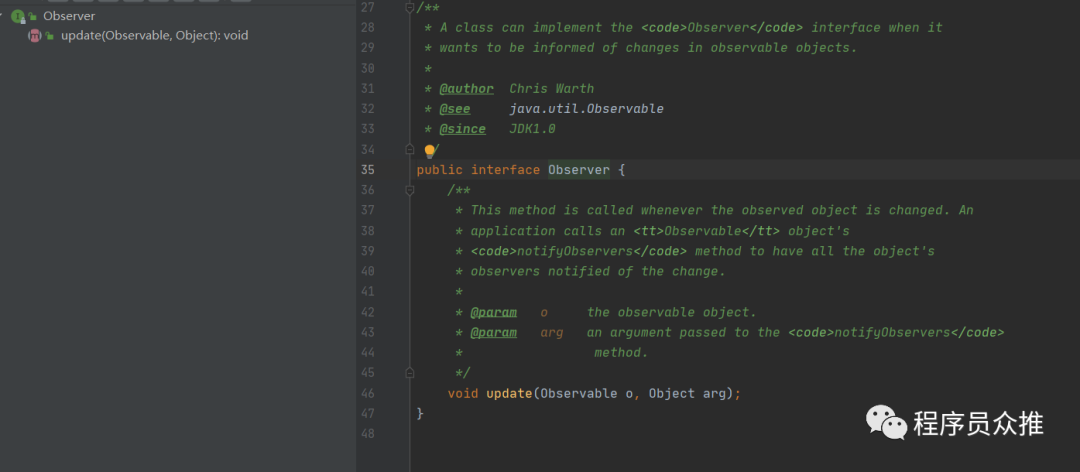 Observer
update(Observable, Object): void
27 /**
28 * A class can implement the <code>Observer</code> interface when it
29 * wants to be informed of changes in observable objects.
30 *
31 * @author Chris Warth
32 * @see java.util.Observable
33 * @since JDK1.0
34 */
35 public interface Observer {
36 /**
37 * This method is called whenever the observed object is changed. An
38 * application calls an <tt>Observable</tt> object's
39 * <code>notifyObservers</code> method to have all the object's
40 * observers notified of the change.
41 *
42 * @param o the observable object.
43 * @param arg an argument passed to the <code>notifyObservers</code>
44 * method.
45 */
46 void update(Observable o, Object arg);
47 }
48
程序员众推